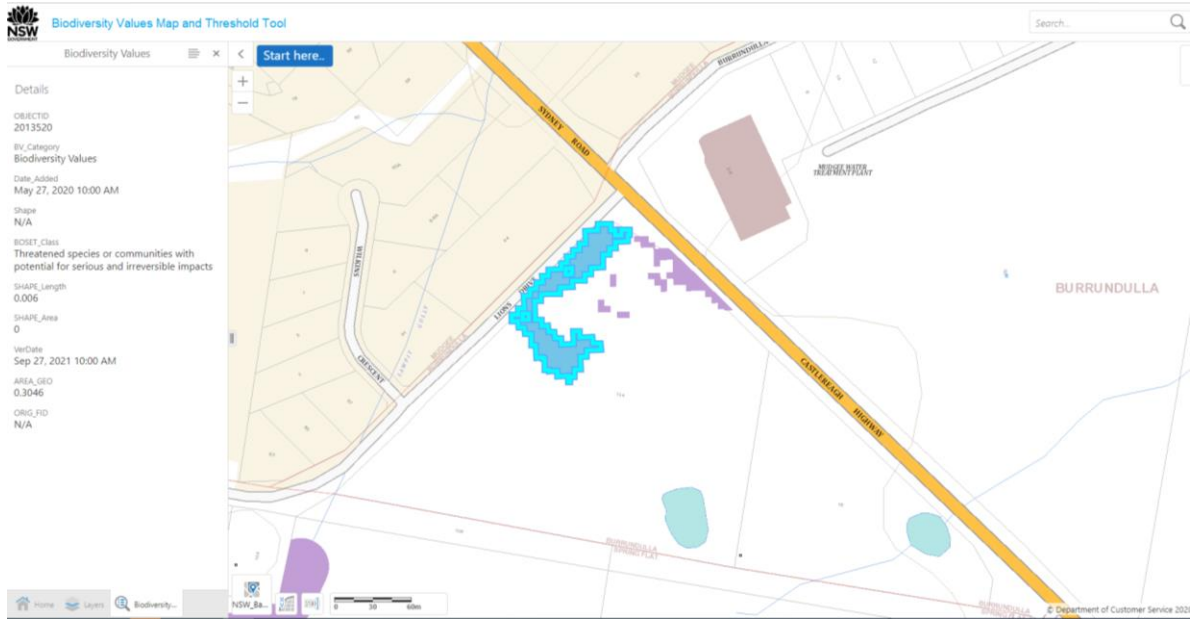 NSW
GOVERNMENT
Biodiversity Values Map and Threshold Tool
Search...
Biodiversity Values
Start here..
Details
OBJECTID
2013520
BV_Category
Biodiversity Values
Date_Added
May 27, 2020 10:00 AM
Shape
N/A
BOSET_Class
Threatened species or communities with
potential for serious and irreversible impacts
SHAPE_Length
0.006
SHAPE_Area
0
VerDate
Sep 27, 2021 10:00 AM
AREA_GEO
0.3046
ORIG_FID
N/A
Home
Layers
Biodiversity...
NSW_Ba...
0 30 60m
SYDNEY ROAD
MUDGEE WATER
TREATMENT PLANT
BURRUNDULLA
WILKINS
CRESCENT
LIONS DRIVE
CASTLEREAGH HIGHWAY
BURRUNDULLA
SPRING FLAT
© Department of Customer Service 2020